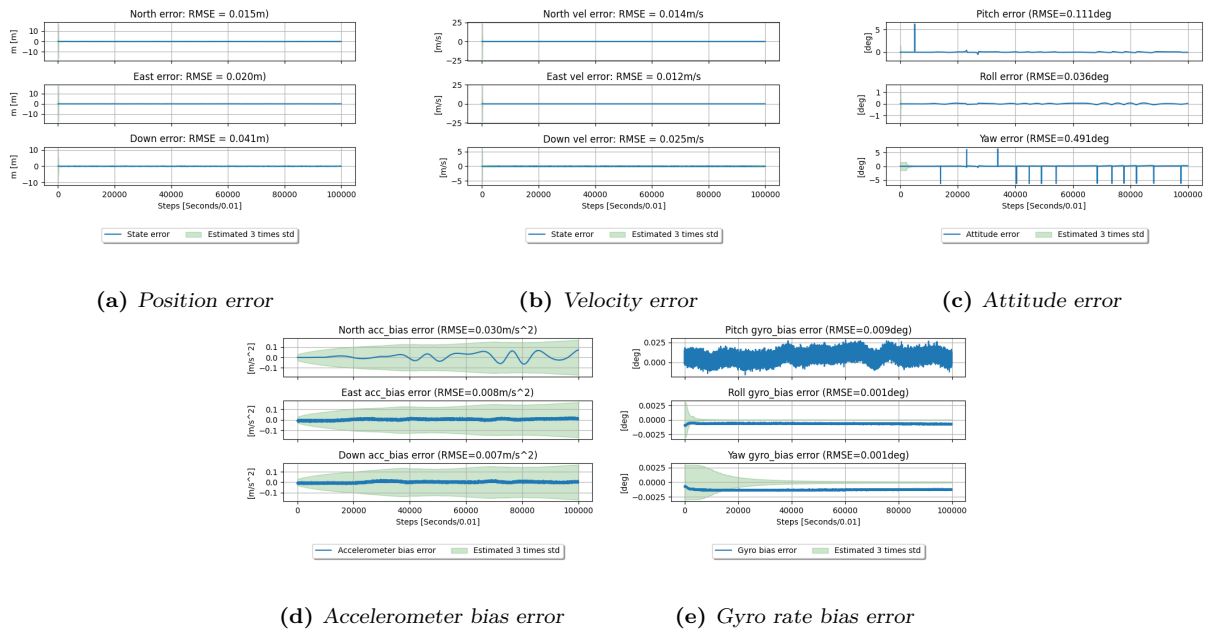 North error: RMSE = 0.015m)
m [m]
10
0
−10
East error: RMSE = 0.020m)
m [m]
10
0
−10
Down error: RMSE = 0.041m)
m [m]
10
0
−10
0 20000 40000 60000 80000 100000
Steps [Seconds/0.01]
State error Estimated 3 times std
(a) Position error
North vel error: RMSE = 0.014m/s
[m/s]
25
0
−25
East vel error: RMSE = 0.012m/s
[m/s]
25
0
−25
Down vel error: RMSE = 0.025m/s
[m/s]
5
0
−5
0 20000 40000 60000 80000 100000
Steps [Seconds/0.01]
State error Estimated 3 times std
(b) Velocity error
Pitch error (RMSE=0.111deg
[deg]
5
0
Roll error (RMSE=0.036deg
[deg]
1
0
−1
Yaw error (RMSE=0.491deg
[deg]
5
0
−5
0 20000 40000 60000 80000 100000
Steps [Seconds/0.01]
Attitude error Estimated 3 times std
(c) Attitude error
North acc_bias error (RMSE=0.030m/s^2)
[m/s^2]
0.1
0.0
−0.1
East acc_bias error (RMSE=0.008m/s^2)
[m/s^2]
0.1
0.0
−0.1
Down acc_bias error (RMSE=0.007m/s^2)
[m/s^2]
0.1
0.0
−0.1
0 20000 40000 60000 80000 100000
Steps [Seconds/0.01]
Accelerometer bias error Estimated 3 times std
(d) Accelerometer bias error
Pitch gyro_bias error (RMSE=0.009deg)
[deg]
0.025
0.000
Roll gyro_bias error (RMSE=0.001deg)
[deg]
0.0025
0.0000
−0.0025
Yaw gyro_bias error (RMSE=0.001deg)
[deg]
0.0025
0.0000
−0.0025
0 20000 40000 60000 80000 100000
Steps [Seconds/0.01]
Gyro bias error Estimated 3 times std
(e) Gyro rate bias error